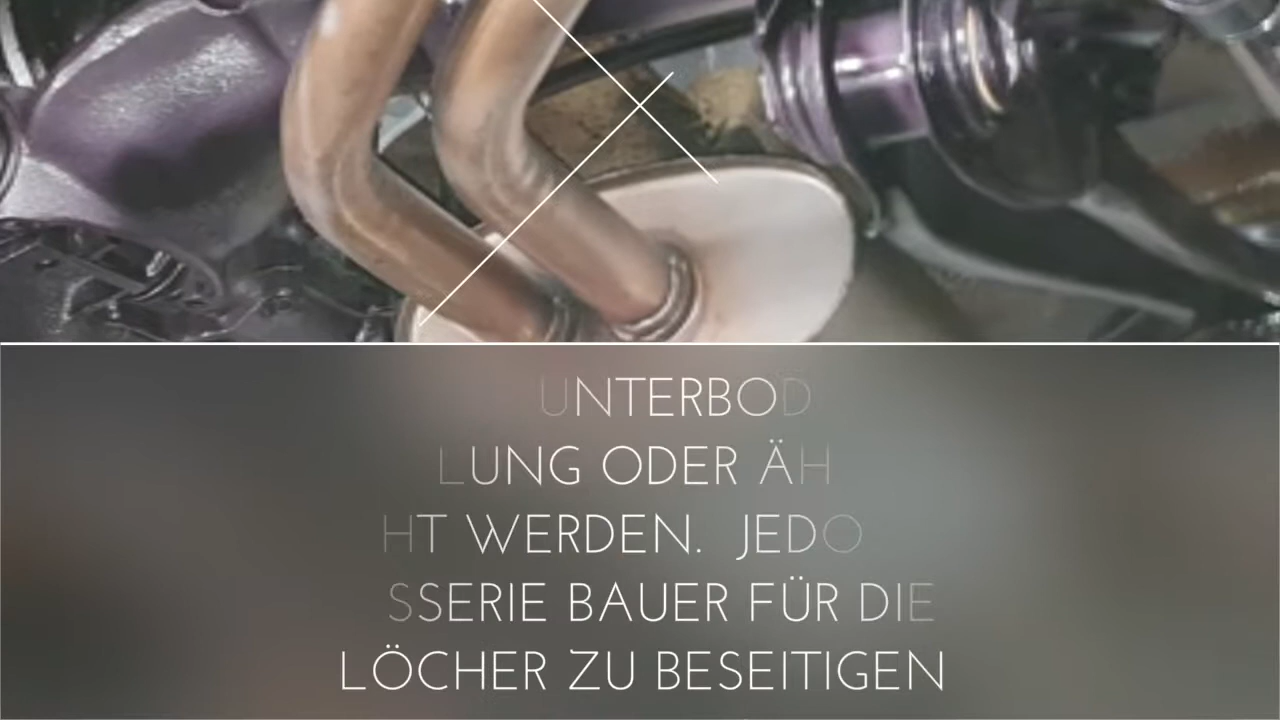 UNTERBOD
LUNG ODER ÄH
HT WERDEN. JEDO
SSERIE BAUER FÜR DIE
LÖCHER ZU BESEITIGEN